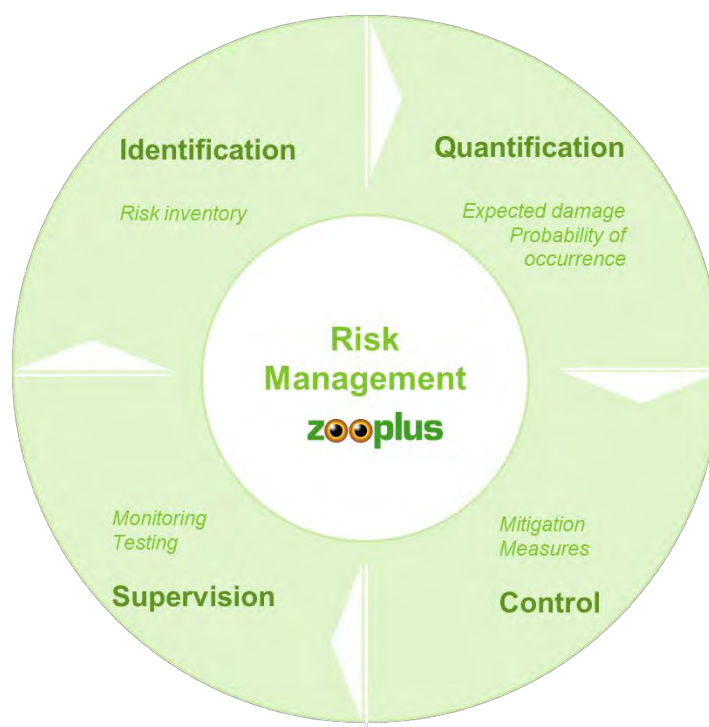 Identification
Risk inventory
Quantification
Expected damage
Probability of
occurrence
Risk
Management
zooplus
Monitoring
Testing
Supervision
Mitigation
Measures
Control